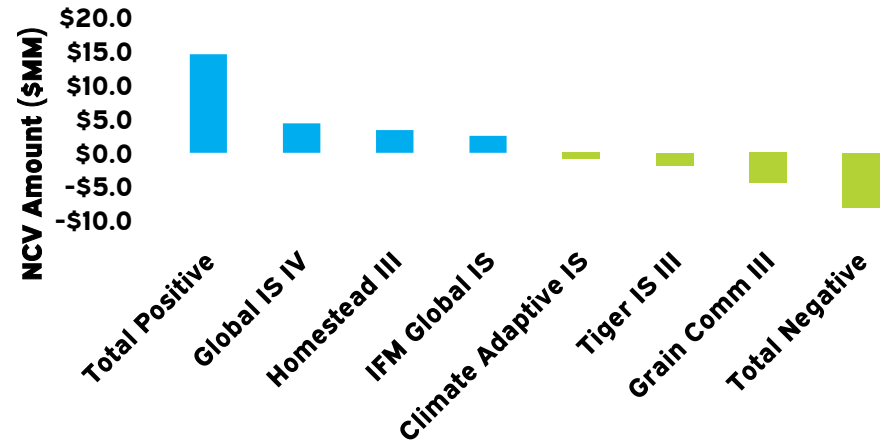 NCV Amount ($MM)
$20.0
$15.0
$10.0
$5.0
$0.0
-$5.0
-$10.0
Total Positive
Global IS IV
Homestead III
IFM Global IS
Climate Adaptive IS
Tiger IS III
Grain Comm III
Total Negative